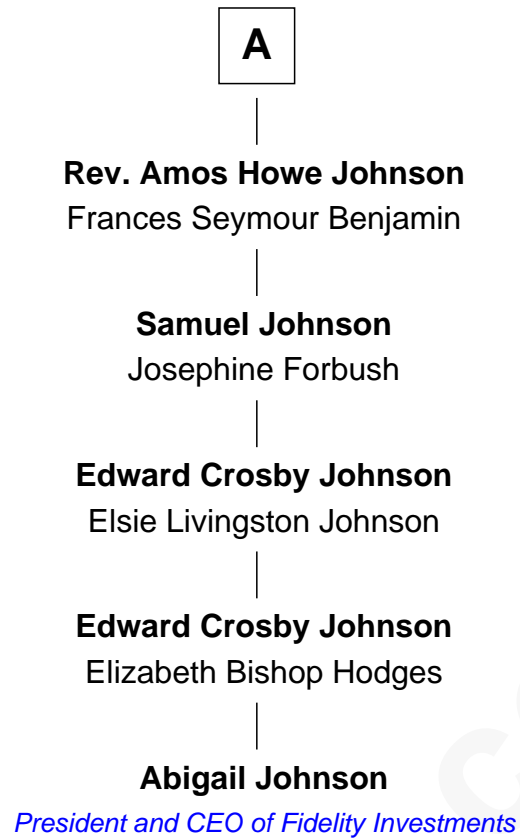 A
Rev. Amos Howe Johnson
Frances Seymour Benjamin
Samuel Johnson
Josephine Forbush
Edward Crosby Johnson
Elsie Livingston Johnson
Edward Crosby Johnson
Elizabeth Bishop Hodges
Abigail Johnson
President and CEO of Fidelity Investments